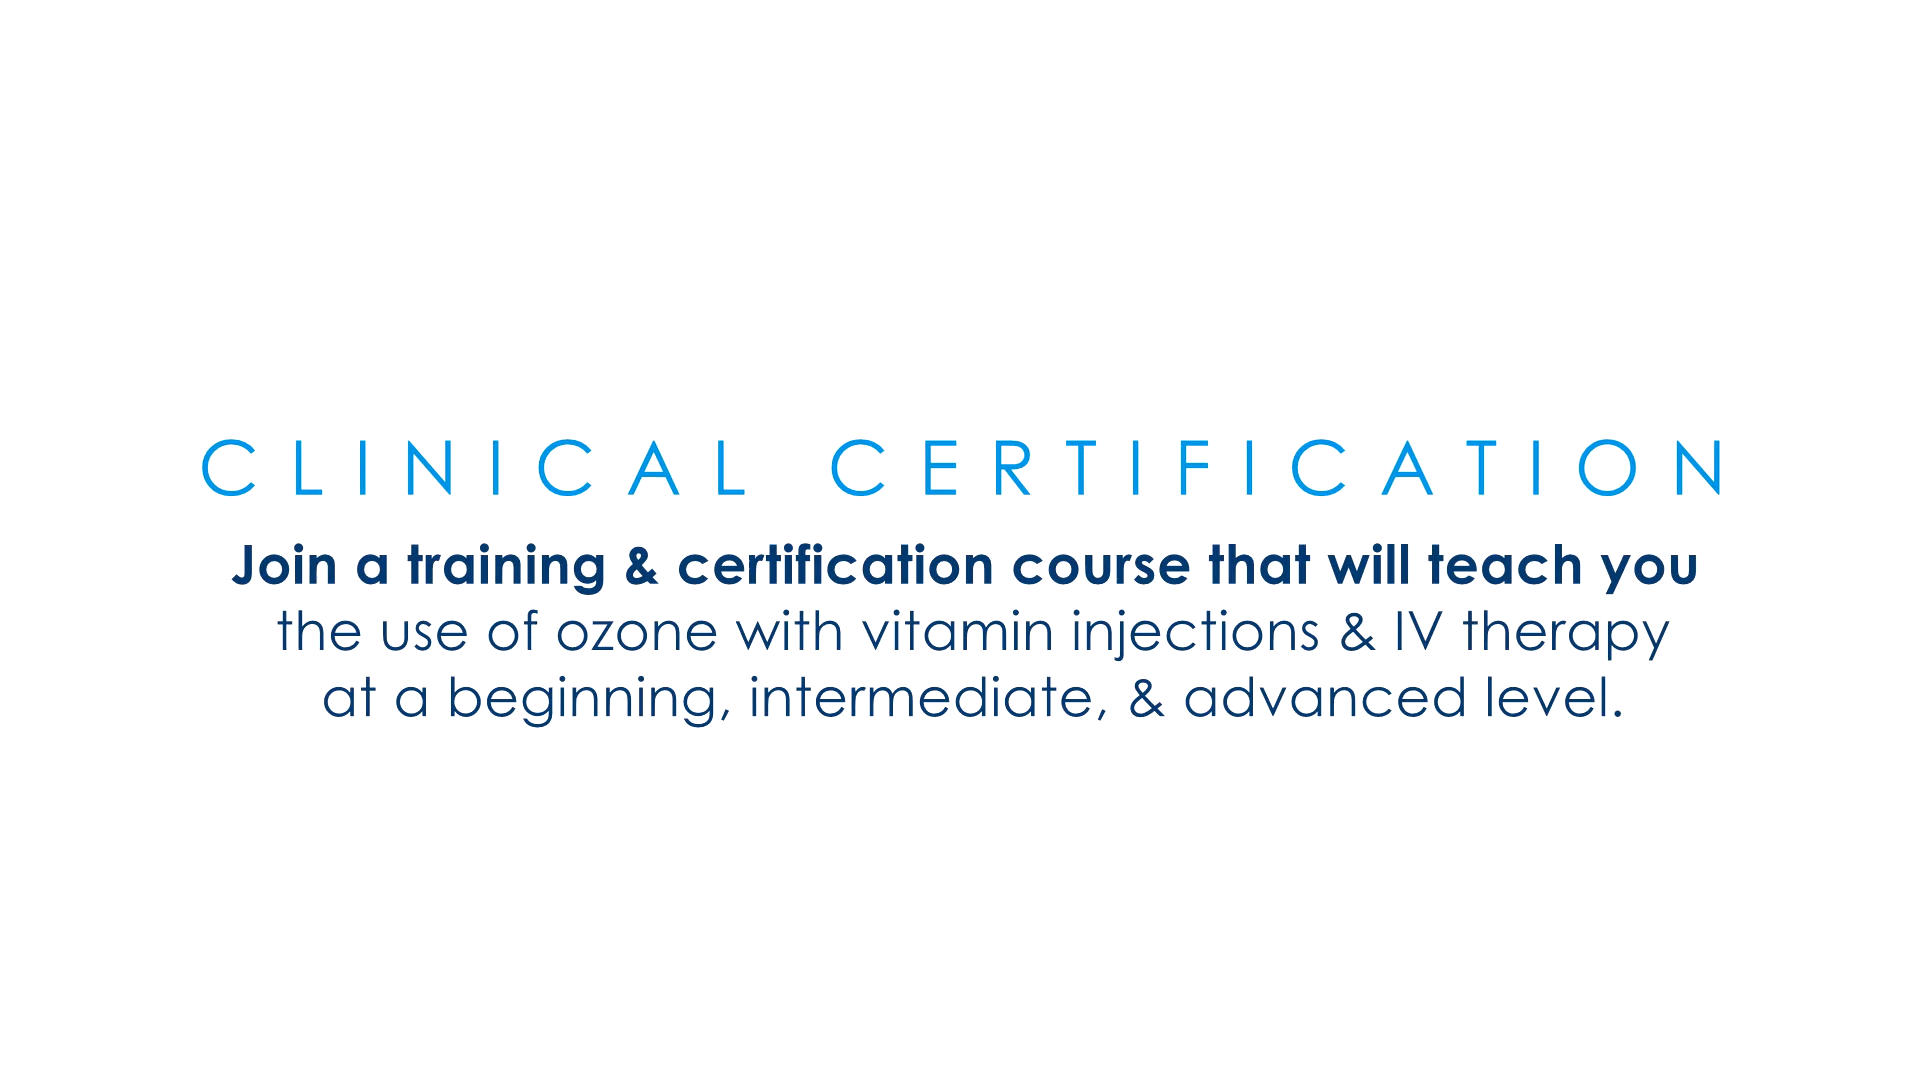 CLINICAL CERTIFICATION
Join a training & certification course that will teach you
the use of ozone with vitamin injections & IV therapy
at a beginning, intermediate, & advanced level.